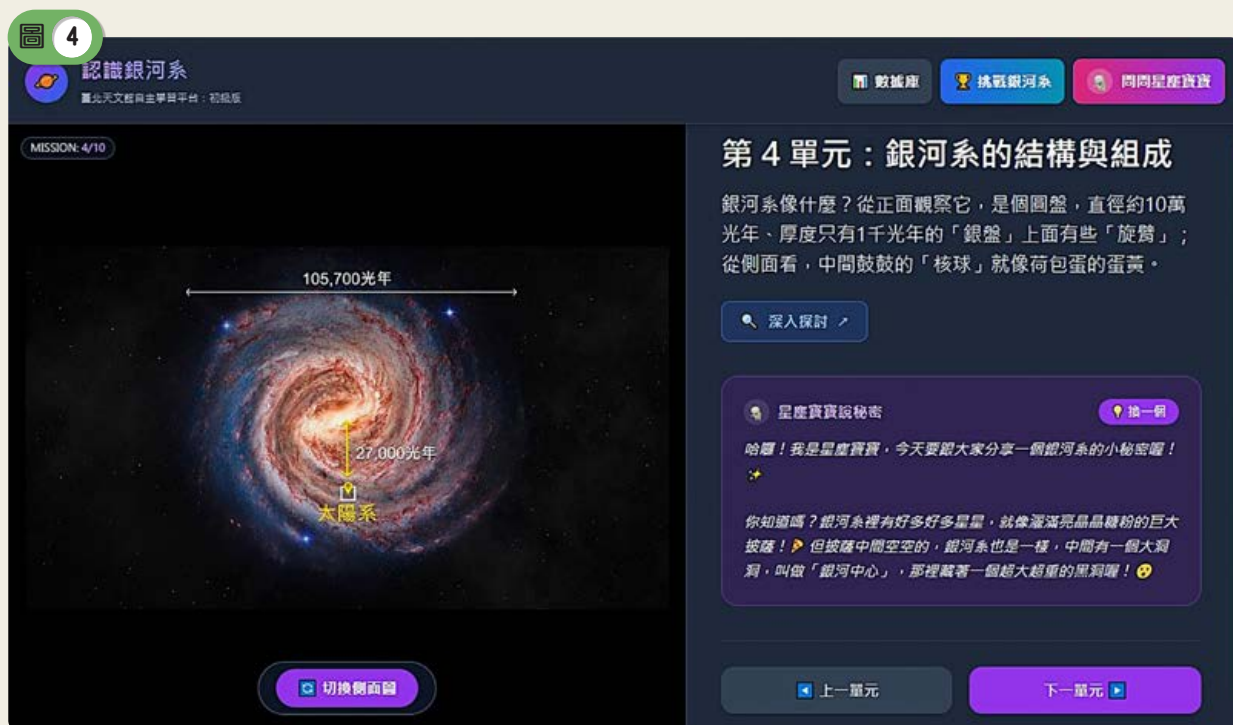 圖 4
認識銀河系
臺北天文館自主學習平台：初級版
數據庫
挑戰銀河系
問問星塵寶寶
MISSION: 4/10
105,700光年
27,000光年
太陽系
切換側面圖
第 4 單元：銀河系的結構與組成
銀河系像什麼？從正面觀察它，是個圓盤，直徑約10萬
光年、厚度只有1千光年的「銀盤」上面有些「旋臂」；
從側面看，中間鼓鼓的「核球」就像荷包蛋的蛋黃。
深入探討 ↗
星塵寶寶說秘密
換一個
哈囉！我是星塵寶寶，今天要跟大家分享一個銀河系的小秘密喔！
你知道嗎？銀河系裡有好多好多星星，就像灑滿亮晶晶糖粉的巨大
披薩！但披薩中間空空的，銀河系也是一樣，中間有一個大洞
洞，叫做「銀河中心」，那裡藏著一個超大超重的黑洞喔！
上一單元
下一單元